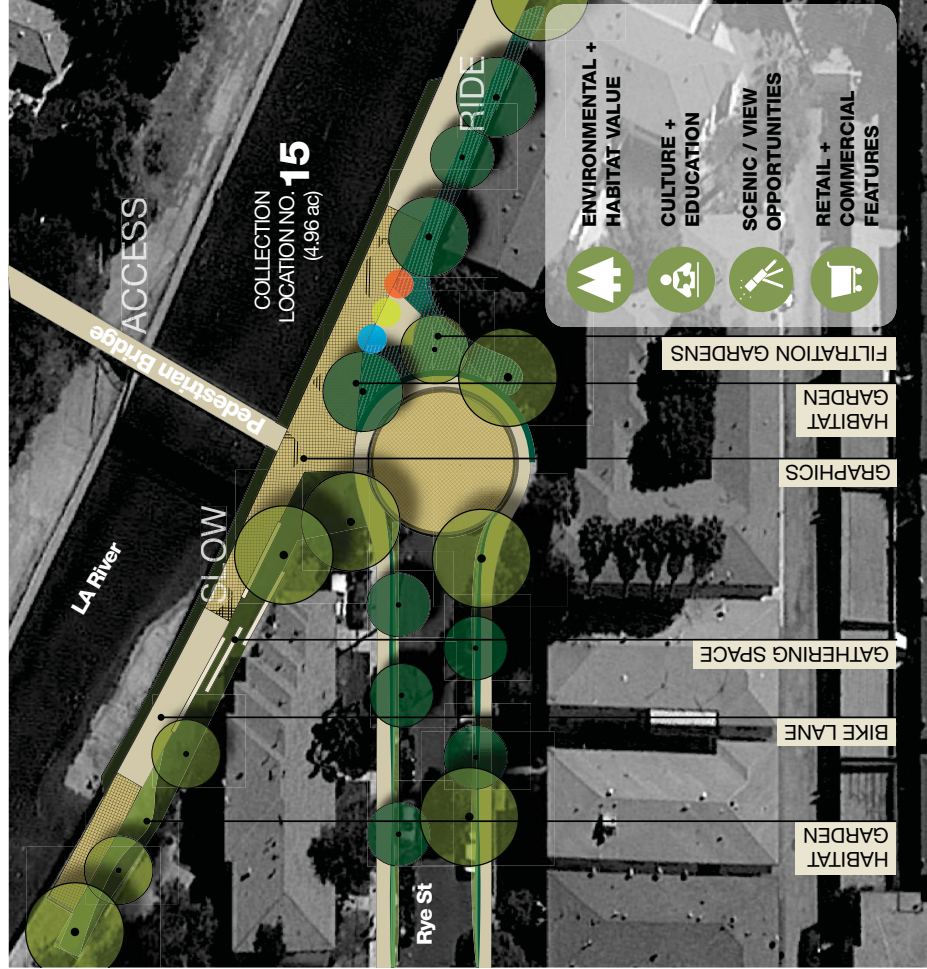 ACCESS
RIDE
SLOW
COLLECTION
LOCATION NO. 15
(4.96 ac)
Pedestrian Bridge
LA River
Rye St
ENVIRONMENTAL +
HABITAT VALUE
CULTURE +
EDUCATION
SCENIC / VIEW
OPPORTUNITIES
RETAIL +
COMMERCIAL
FEATURES
FILTRATION GARDENS
HABITAT
GARDEN
GRAPHICS
GATHERING SPACE
BIKE LANE
HABITAT
GARDEN